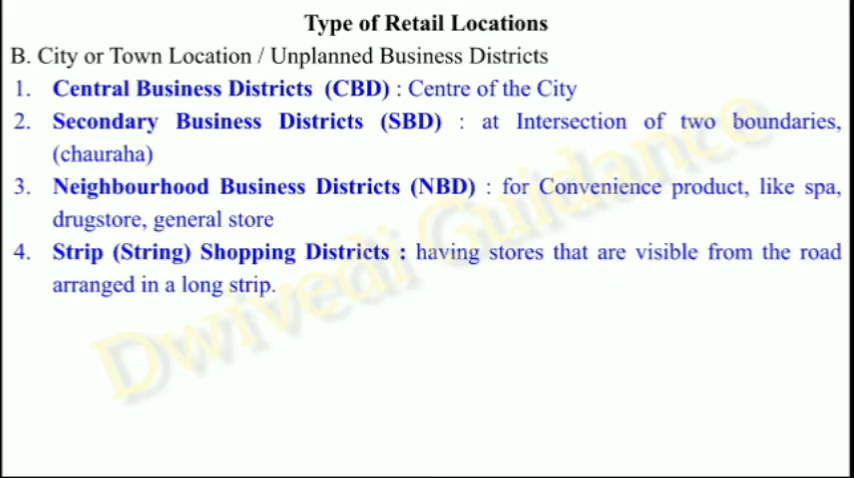 Type of Retail Locations
B. City or Town Location / Unplanned Business Districts
1. Central Business Districts (CBD) : Centre of the City
2. Secondary Business Districts (SBD) : at Intersection of two boundaries,
(chauraha)
3. Neighbourhood Business Districts (NBD) : for Convenience product, like spa,
drugstore, general store
4. Strip (String) Shopping Districts : having stores that are visible from the road
arranged in a long strip.
Dwivedi Guidance